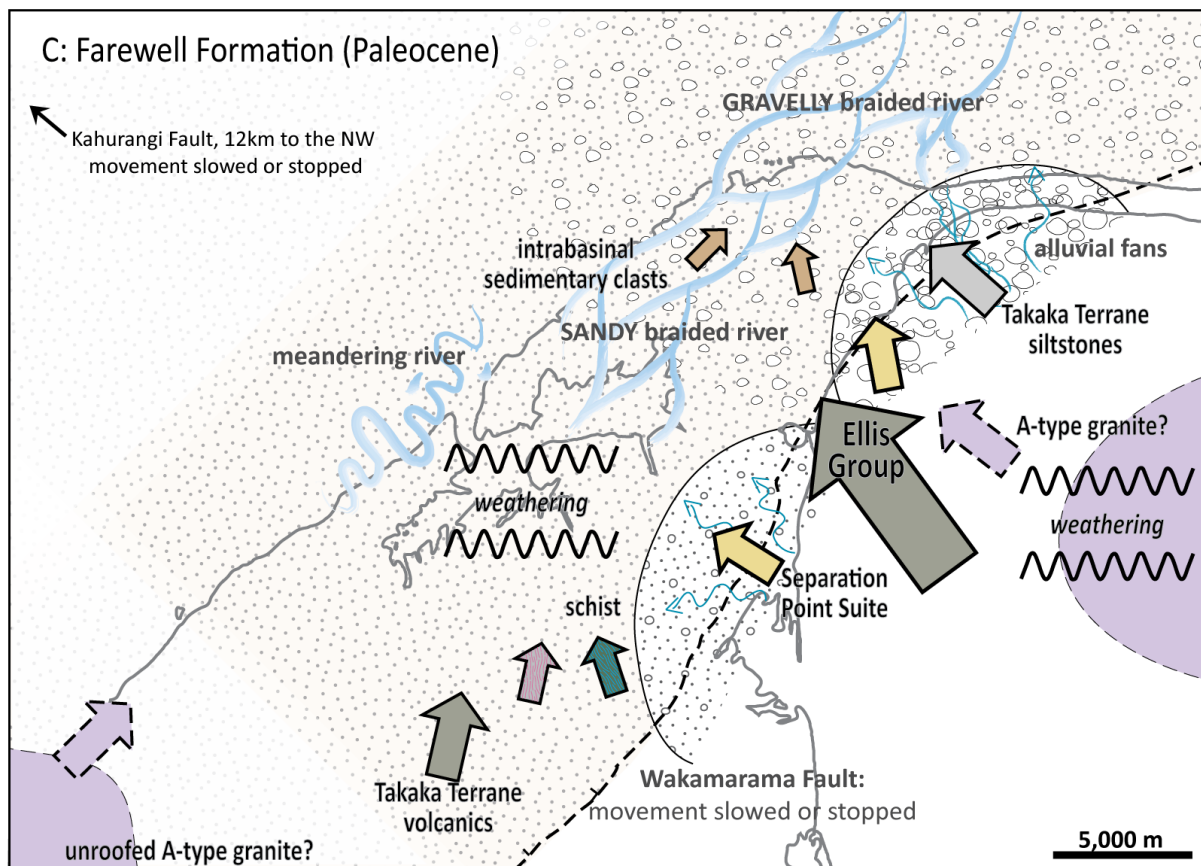 C: Farewell Formation (Paleocene)
Kahurangi Fault, 12km to the NW
movement slowed or stopped
GRAVELLY braided river
intrabasinal
sedimentary clasts
alluvial fans
SANDY braided river
Takaka Terrane
siltstones
meandering river
Ellis
Group
A-type granite?
weathering
weathering
Separation
Point Suite
schist
Takaka Terrane
volcanics
Wakamarama Fault:
movement slowed or stopped
unroofed A-type granite?
5,000 m